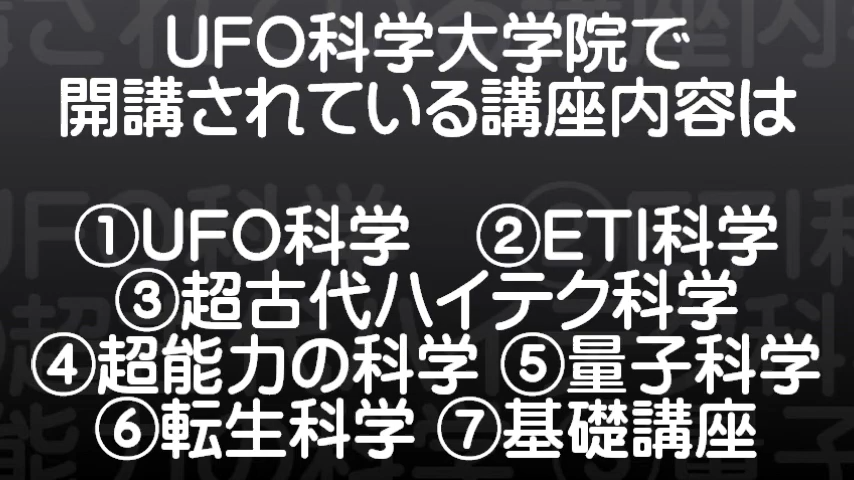 UFO科学大学院で
開講されている講座内容は
①UFO科学 ②ETI科学
③超古代ハイテク科学
④超能力の科学 ⑤量子科学
⑥転生科学 ⑦基礎講座